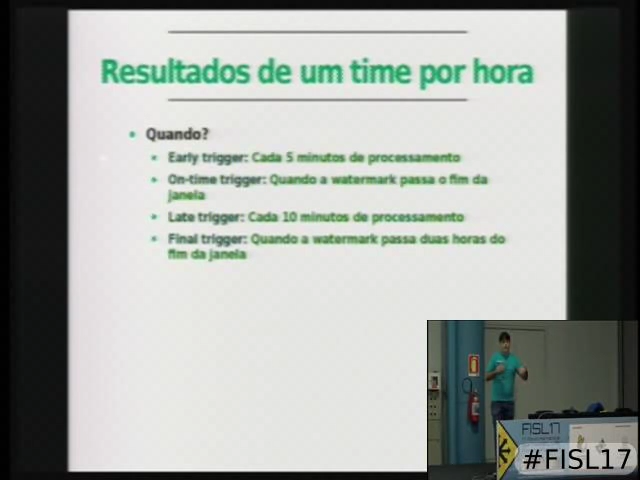 Resultados de um time por hora
Quando?
Early trigger: Cada 5 minutos de processamento
On-time trigger: Quando a watermark passa o fim da
janela
Late trigger: Cada 10 minutos de processamento
Final trigger: Quando a watermark passa duas horas do
fim da janela
FISL17
#FISL17